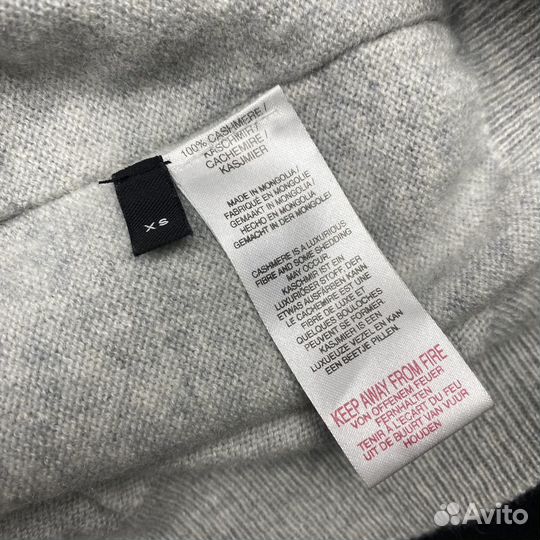 XS
100% CASHMERE/
KASCHMIR/
CACHEMIRE/
KASJMIER
MADE IN MONGOLIA/
FABRIQUE EN MONGOLIE/
GEMAAKT IN MONGOLIA/
HECHO EN MONGOLIA/
GEMACHT IN DER MONGOLEI
CASHMERE IS A LUXURIOUS
FIBRE AND SOME SHEDDING
MAY OCCUR.
KASCHMIR IST EIN
LUXURIÖSER STOFF, DER
ETWAS AUSFÄRBEN KANN.
LE CACHEMIRE EST UNE
FIBRE DE LUXE ET
QUELQUES BOULOCHES
PEUVENT SE FORMER.
KASJMIER IS EEN
LUXUEUZE VEZEL EN KAN
EEN BEETJE PILLEN.
KEEP AWAY FROM FIRE
VON OFFENEM FEUER
FERNHALTEN
TENIR À L'ÉCART DU FEU
UIT DE BUURT VAN VUUR
HOUDEN
Avito